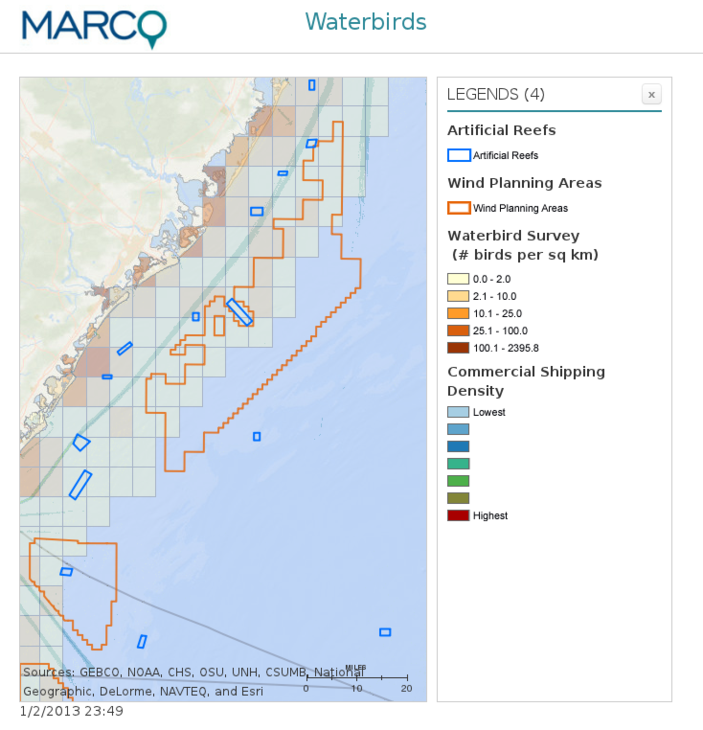 MARCO
Waterbirds
LEGENDS (4)
x
Artificial Reefs
Artificial Reefs
Wind Planning Areas
Wind Planning Areas
Waterbird Survey
(# birds per sq km)
0.0 - 2.0
2.1 - 10.0
10.1 - 25.0
25.1 - 100.0
100.1 - 2395.8
Commercial Shipping
Density
Lowest
Highest
MILES
Sources: GEBCO, NOAA, CHS, OSU, UNH, CSUMB, National
Geographic, DeLorme, NAVTEQ, and Esri
0 10 20
1/2/2013 23:49